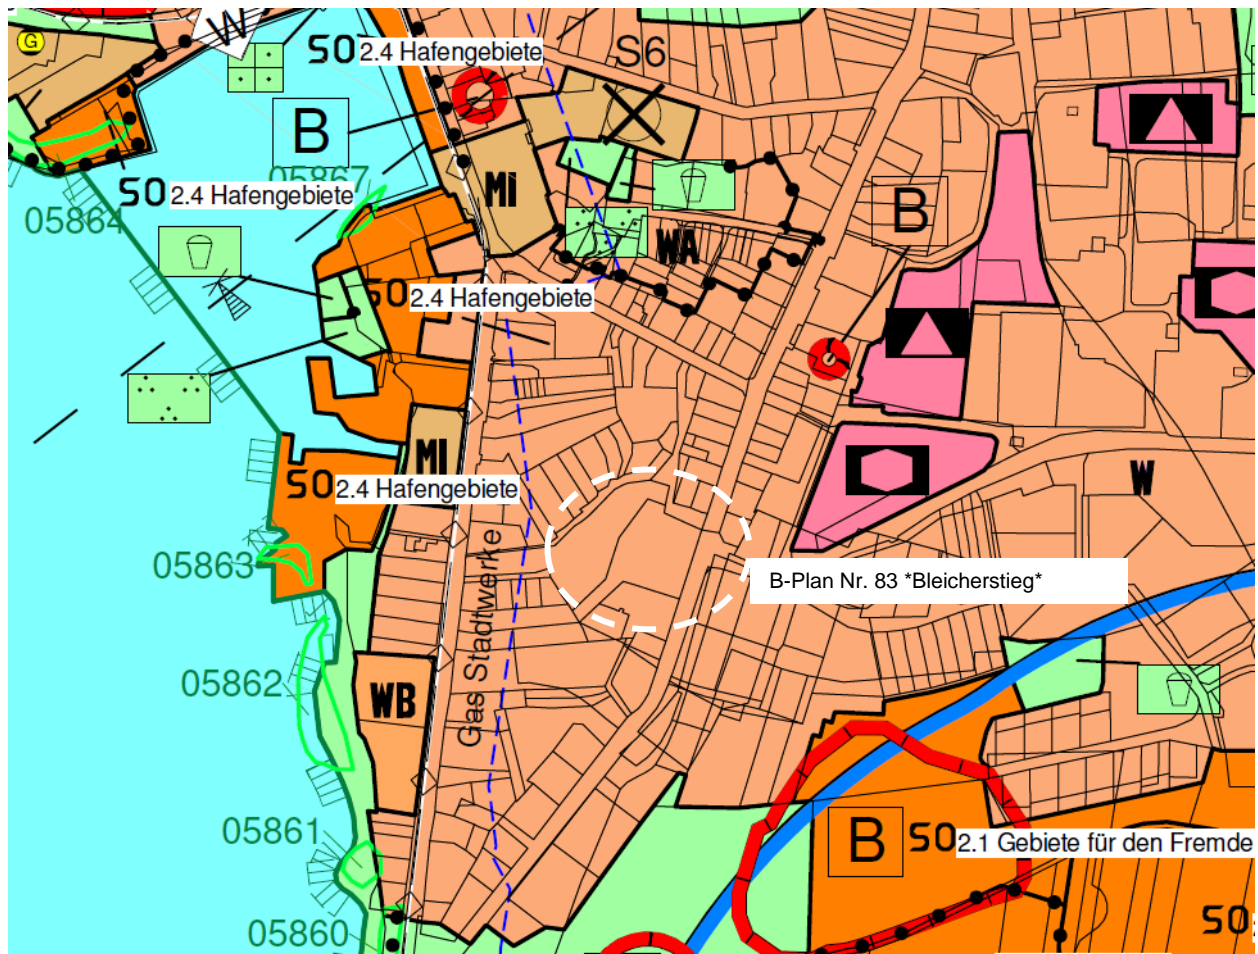 G
W
SO 2.4 Hafengebiete
S6
B
05867
MI
SO 2.4 Hafengebiete
05864
B
WA
SO 2.4 Hafengebiete
MI
SO 2.4 Hafengebiete
W
Gas Stadtwerke
05863
B-Plan Nr. 83 *Bleicherstieg*
05862
WB
05861
B
SO 2.1 Gebiete für den Fremde
SO
05860